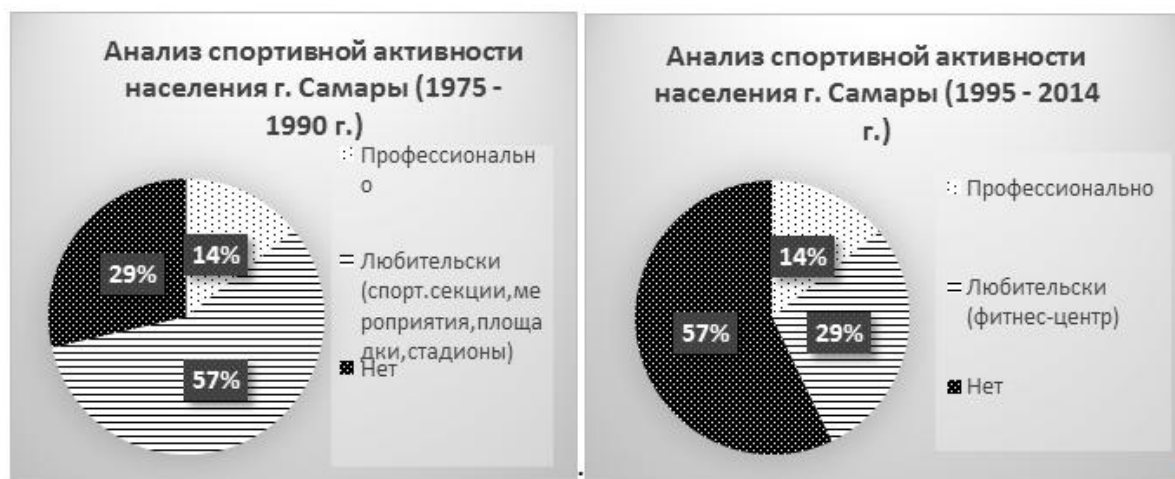 Анализ спортивной активности
населения г. Самары (1975 -
1990 г.)
Профессиональн
о
Любительски
(спорт.секции,ме
роприятия,площа
дки,стадионы)
Нет
14%
29%
57%
.
Анализ спортивной активности
населения г. Самары (1995 - 2014
г.)
Профессионально
Любительски
(фитнес-центр)
Нет
14%
29%
57%